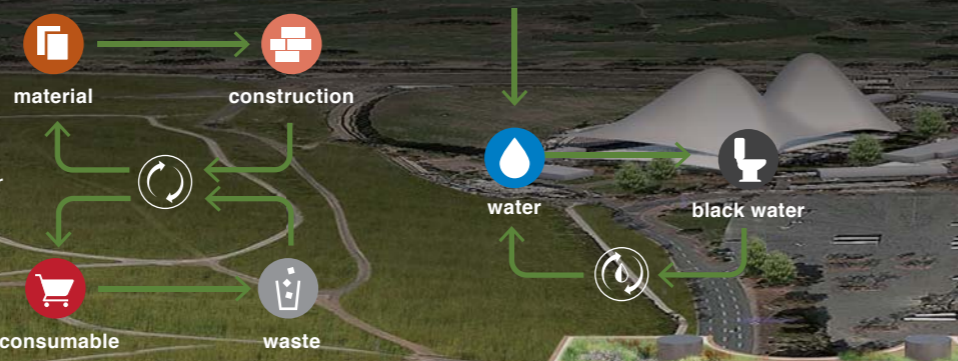 material
construction
water
black water
consumable
waste